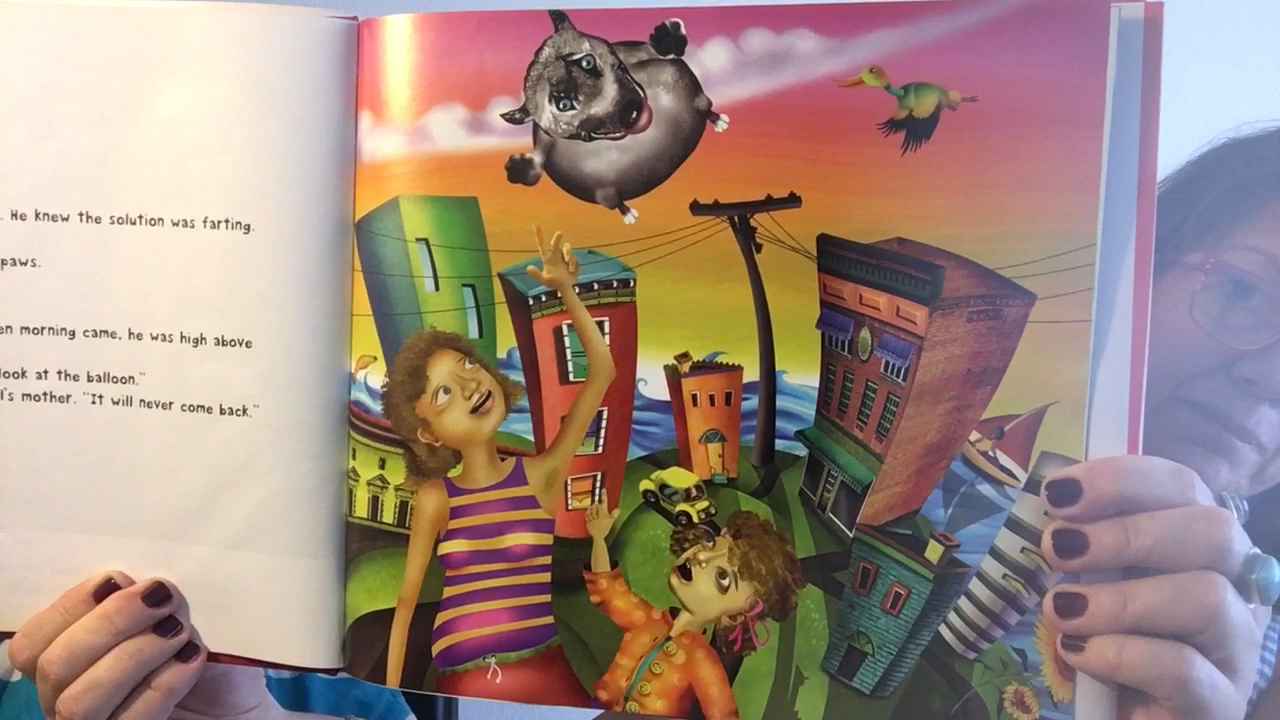 . He knew the solution was farting.
paws.
en morning came, he was high above
look at the balloon."
l's mother. "It will never come back."